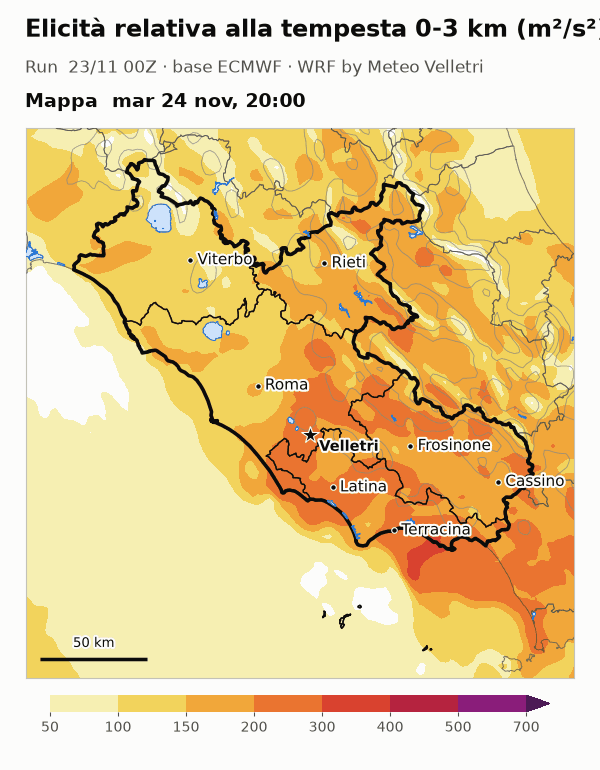 Elicità relativa alla tempesta 0-3 km (m²/s²)
Run  23/11 00Z · base ECMWF · WRF by Meteo Velletri
Mappa  mar 24 nov, 20:00
Viterbo
Rieti
Roma
Velletri
Frosinone
Latina
Cassino
Terracina
50 km
50 100 150 200 300 400 500 700